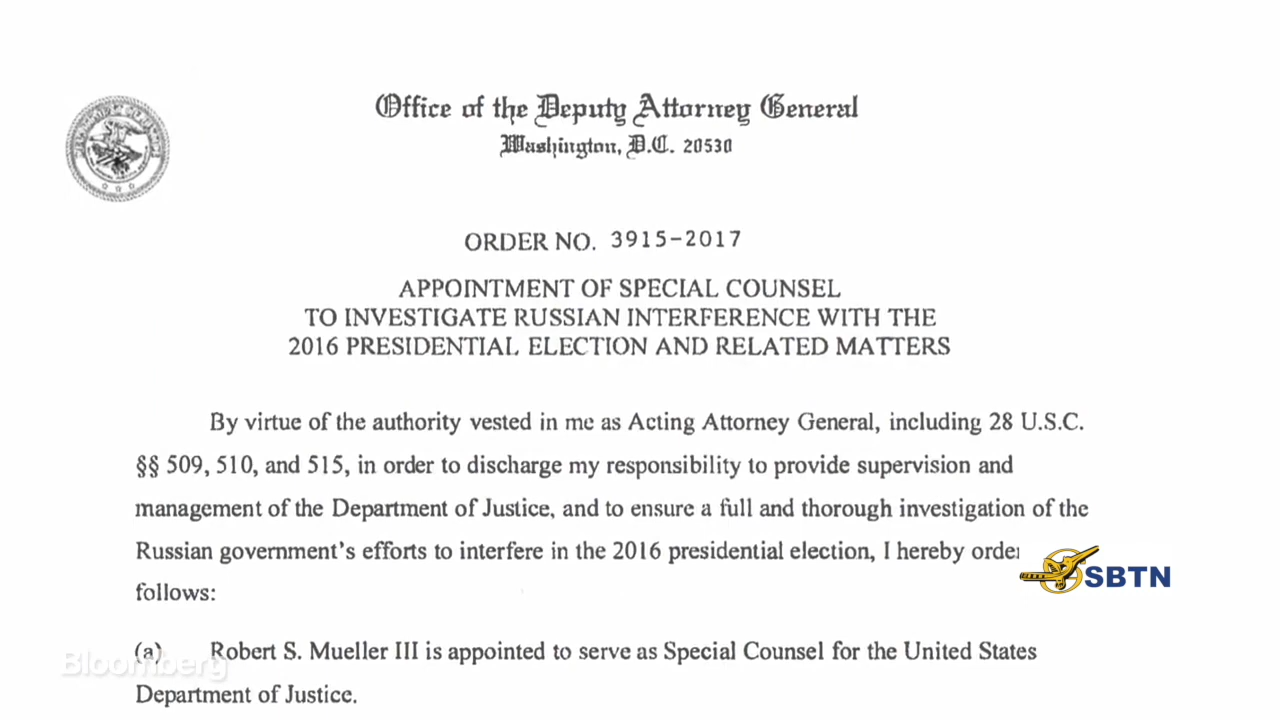 Office of the Deputy Attorney General
Washington, D.C. 20530
ORDER NO. 3915-2017
APPOINTMENT OF SPECIAL COUNSEL
TO INVESTIGATE RUSSIAN INTERFERENCE WITH THE
2016 PRESIDENTIAL ELECTION AND RELATED MATTERS
By virtue of the authority vested in me as Acting Attorney General, including 28 U.S.C.
§§ 509, 510, and 515, in order to discharge my responsibility to provide supervision and
management of the Department of Justice, and to ensure a full and thorough investigation of the
Russian government's efforts to interfere in the 2016 presidential election, I hereby order
follows:
SBTN
(a) Robert S. Mueller III is appointed to serve as Special Counsel for the United States
Department of Justice.
Bloomberg